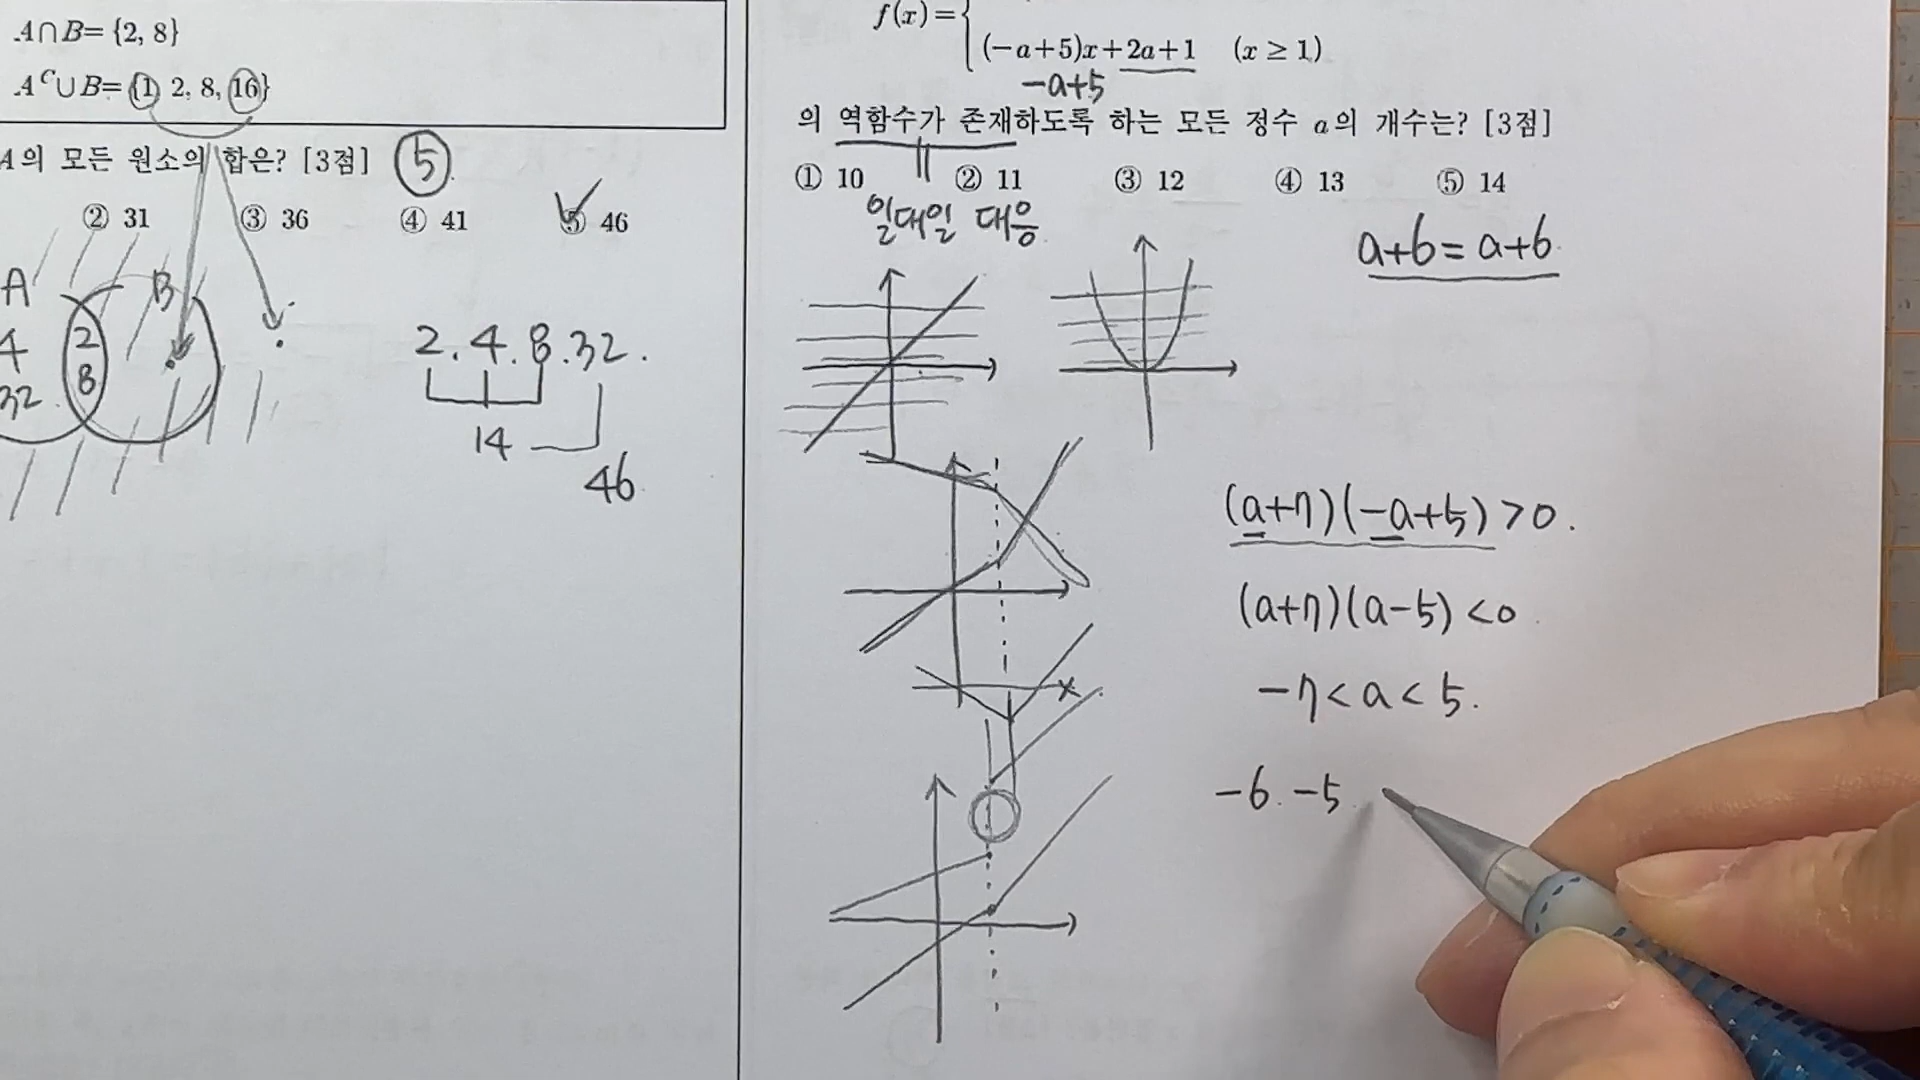 A∩B={2, 8}
A^C∪B={1, 2, 8, 16}
A의 모든 원소의 합은? [3점] ⑤
② 31 ③ 36 ④ 41 ⑤ 46
A B
4 2
32 8
2. 4. 8. 32.
14
46
f(x)={
(-a+5)x+2a+1 (x≥1)
-a+5
의 역함수가 존재하도록 하는 모든 정수 a의 개수는? [3점]
① 10 ② 11 ③ 12 ④ 13 ⑤ 14
일대일 대응
a+6=a+6
(a+7)(-a+5)>0.
(a+7)(a-5)<0
-7<a<5.
-6. -5.